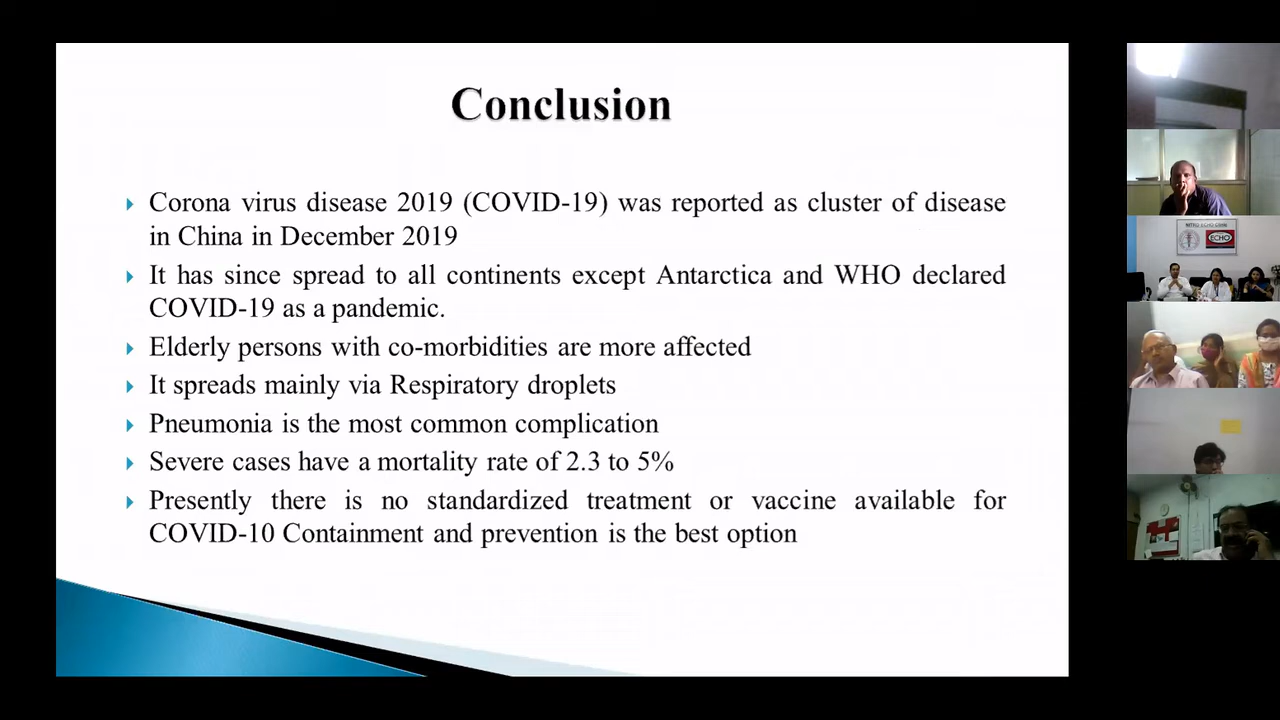 Conclusion
Corona virus disease 2019 (COVID-19) was reported as cluster of disease
in China in December 2019
It has since spread to all continents except Antarctica and WHO declared
COVID-19 as a pandemic.
Elderly persons with co-morbidities are more affected
It spreads mainly via Respiratory droplets
Pneumonia is the most common complication
Severe cases have a mortality rate of 2.3 to 5%
Presently there is no standardized treatment or vaccine available for
COVID-10 Containment and prevention is the best option
ECHO